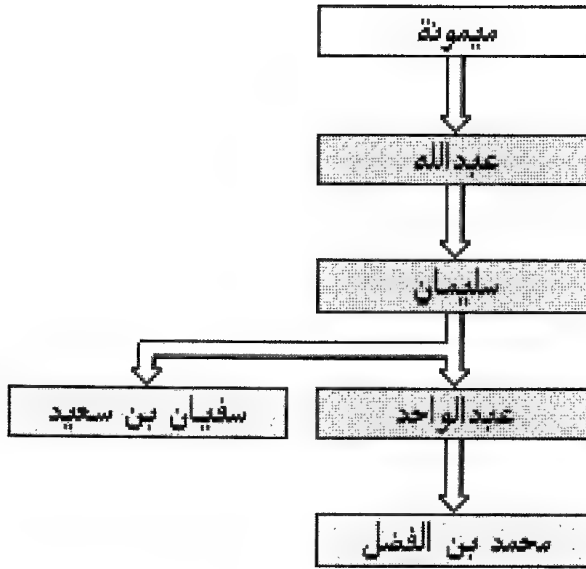 ميمونة
عبدالله
سليمان
عبدالواحد
سفيان بن سعيد
محمد بن الفضل